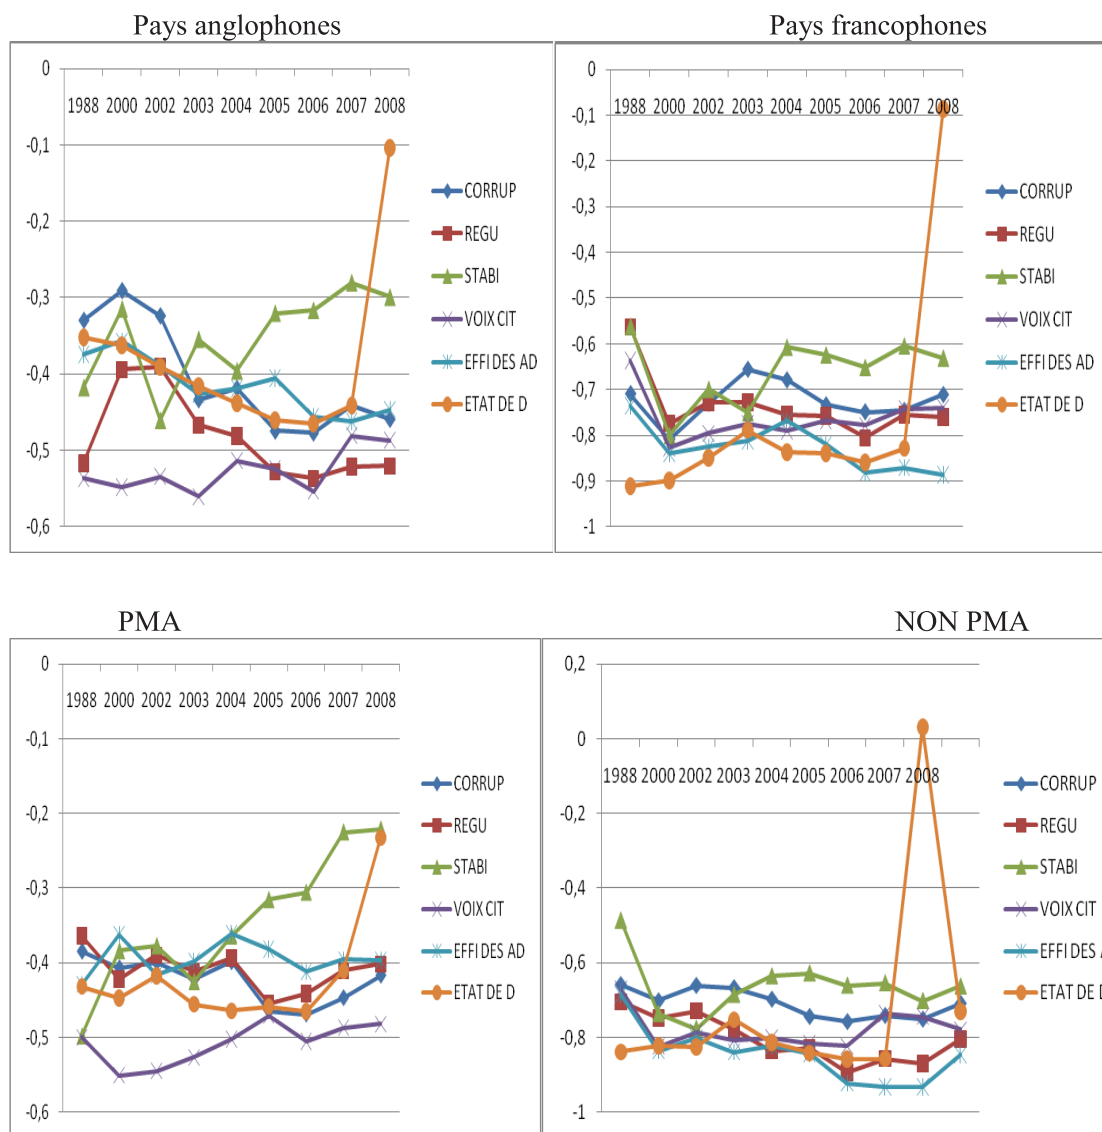 Pays anglophones
Pays francophones
0
-0,1
-0,2
-0,3
-0,4
-0,5
-0,6
1988 2000 2002 2003 2004 2005 2006 2007 2008
CORRUP
REGU
STABI
VOIX CIT
EFFI DES AD
ETAT DE D
0
-0,1
-0,2
-0,3
-0,4
-0,5
-0,6
-0,7
-0,8
-0,9
-1
1988 2000 2002 2003 2004 2005 2006 2007 2008
CORRUP
REGU
STABI
VOIX CIT
EFFI DES AD
ETAT DE D
PMA
NON PMA
0
-0,1
-0,2
-0,3
-0,4
-0,5
-0,6
1988 2000 2002 2003 2004 2005 2006 2007 2008
CORRUP
REGU
STABI
VOIX CIT
EFFI DES AD
ETAT DE D
0,2
0
-0,2
-0,4
-0,6
-0,8
-1
1988 2000 2002 2003 2004 2005 2006 2007 2008
CORRUP
REGU
STABI
VOIX CIT
EFFI DES
ETAT DE